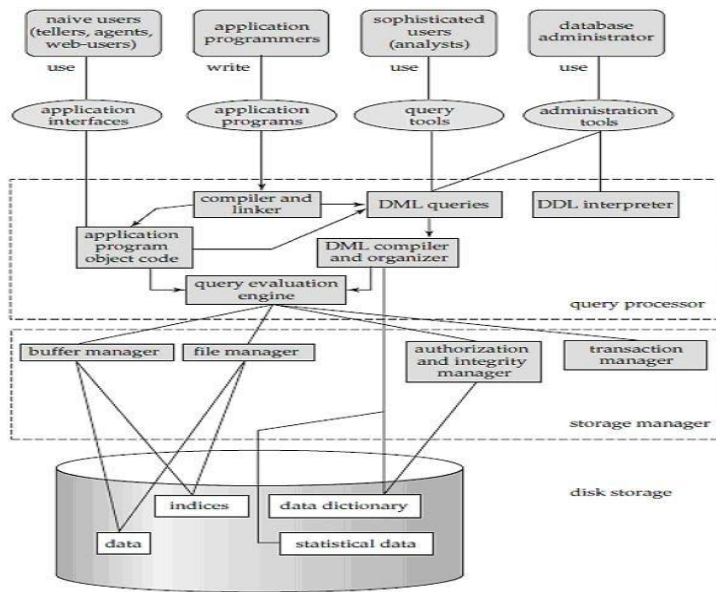 naive users
(tellers, agents,
web-users)
application
programmers
sophisticated
users
(analysts)
database
administrator
use
write
use
use
application
interfaces
application
programs
query
tools
administration
tools
compiler and
linker
DML queries
DDL interpreter
application
program
object code
DML compiler
and organizer
query evaluation
engine
query processor
buffer manager
file manager
authorization
and integrity
manager
transaction
manager
storage manager
disk storage
indices
data dictionary
data
statistical data